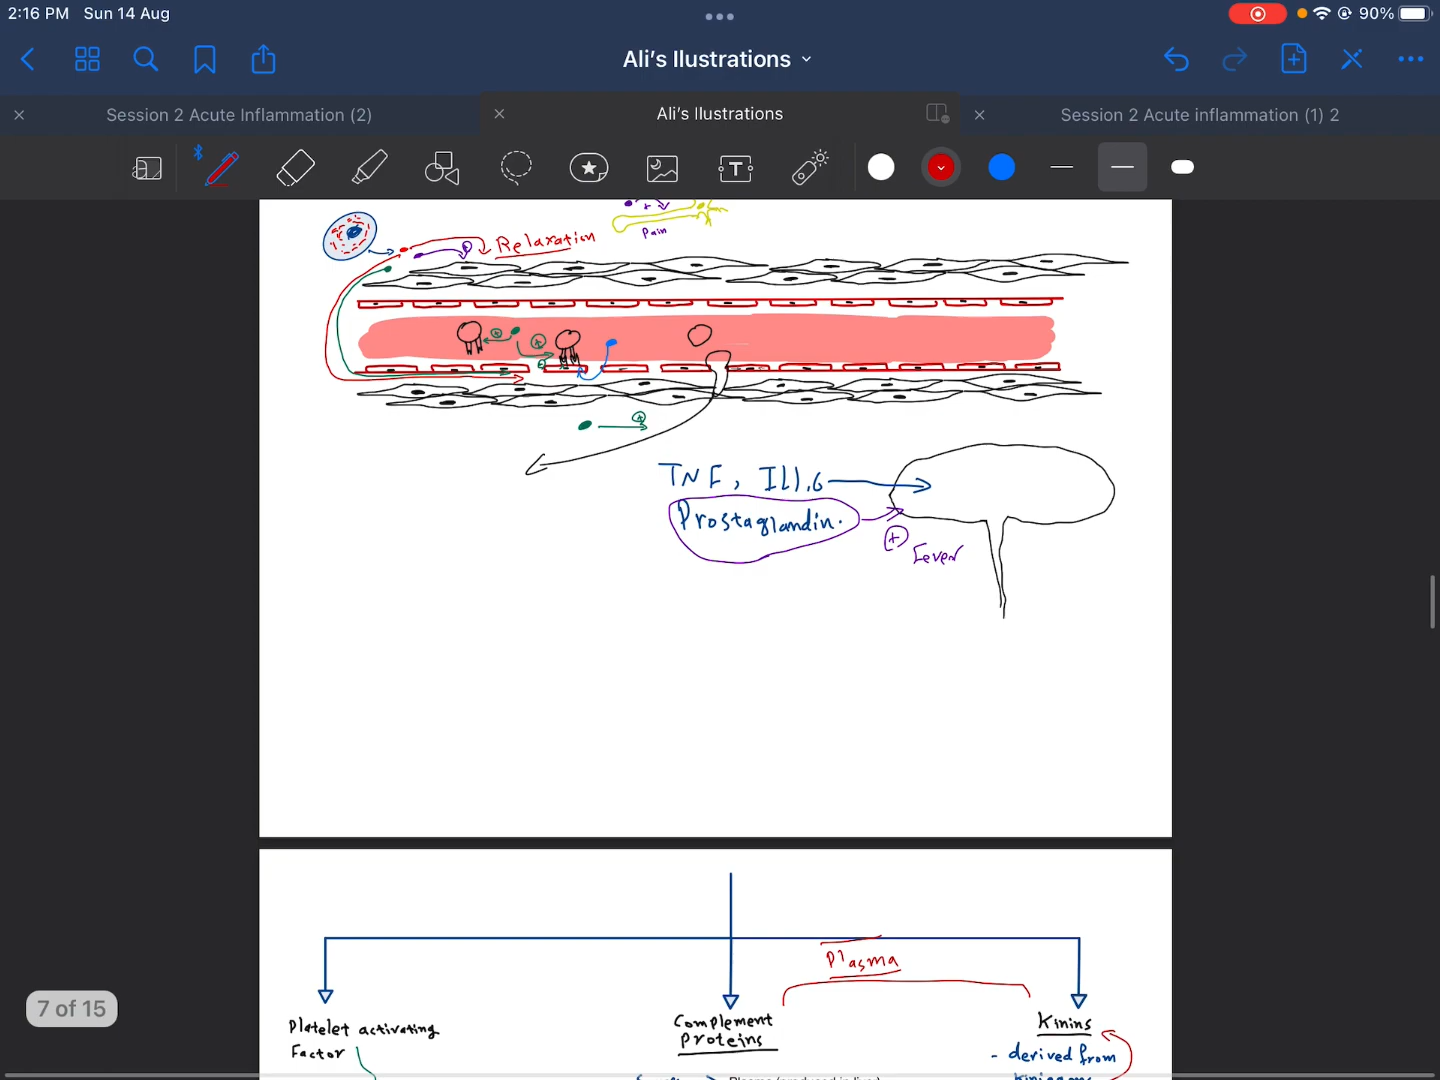 2:16 PM Sun 14 Aug
90%
Ali's Ilustrations
Session 2 Acute Inflammation (2)
Ali's Ilustrations
Session 2 Acute inflammation (1) 2
Pain
Relaxation
TNF, IL1,6
Prostaglandin.
Fever
7 of 15
Plasma
Platelet activating
Factor
Complement
Proteins
Kinins
- derived from